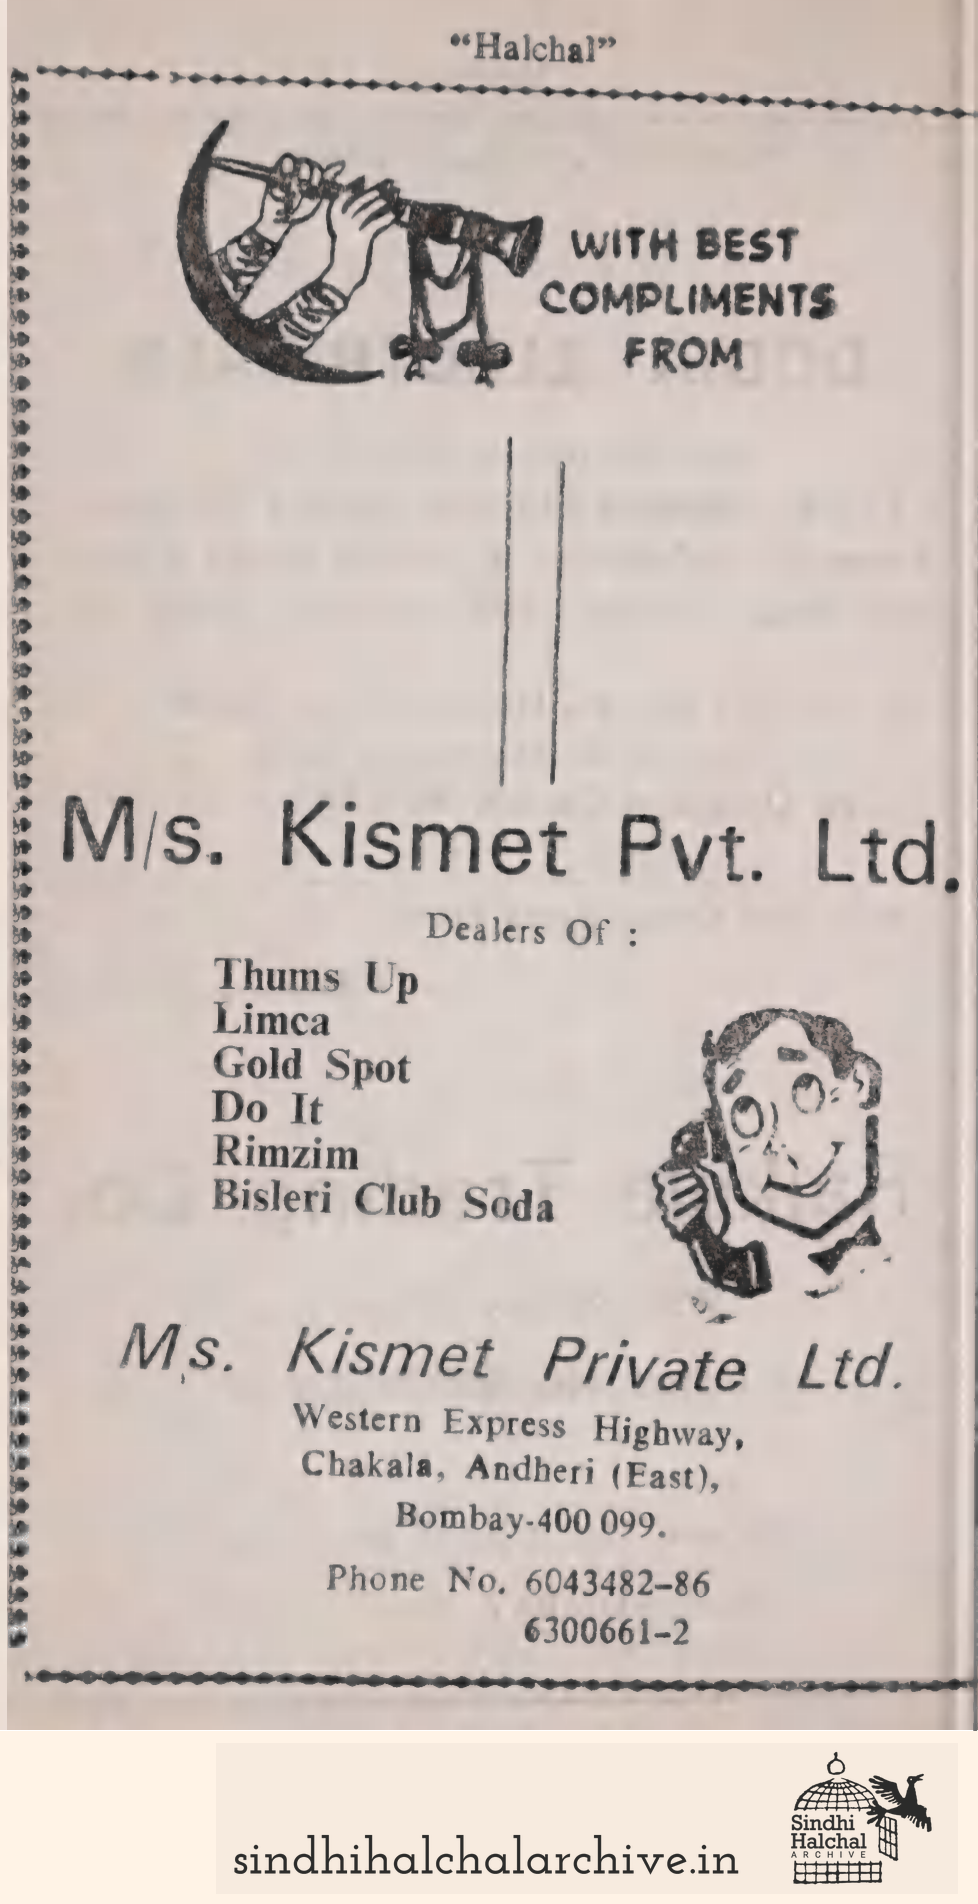 “Halchal”
WITH BEST
COMPLIMENTS
FROM
M/s. Kismet Pvt. Ltd.
Dealers Of :
Thums Up
Limca
Gold Spot
Do It
Rimzim
Bisleri Club Soda
Ms. Kismet Private Ltd.
Western Express Highway,
Chakala, Andheri (East),
Bombay-400 099.
Phone No. 6043482-86
6300661-2
sindhihalchalarchive.in
Sindhi
Halchal
ARCHIVE